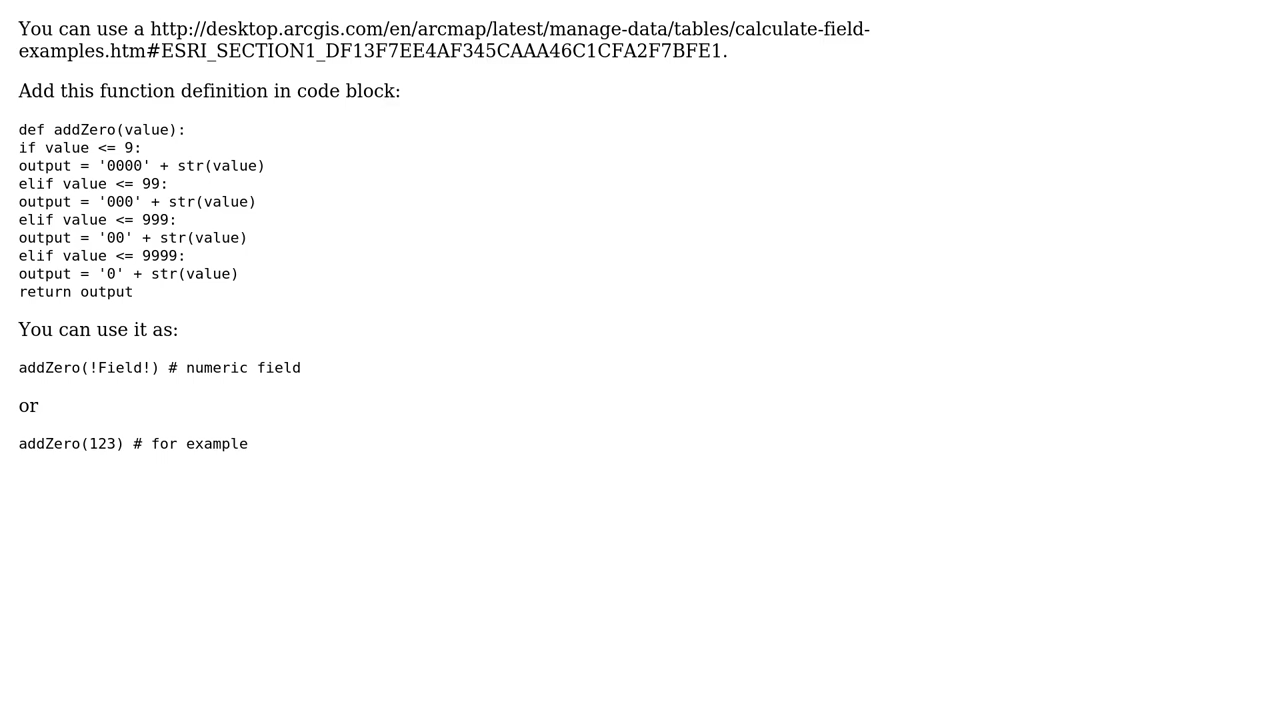 You can use a http://desktop.arcgis.com/en/arcmap/latest/manage-data/tables/calculate-field-
examples.htm#ESRI_SECTION1_DF13F7EE4AF345CAAA46C1CFA2F7BFE1.
Add this function definition in code block:
def addZero(value):
if value <= 9:
output = '0000' + str(value)
elif value <= 99:
output = '000' + str(value)
elif value <= 999:
output = '00' + str(value)
elif value <= 9999:
output = '0' + str(value)
return output
You can use it as:
addZero(!Field!) # numeric field
or
addZero(123) # for example